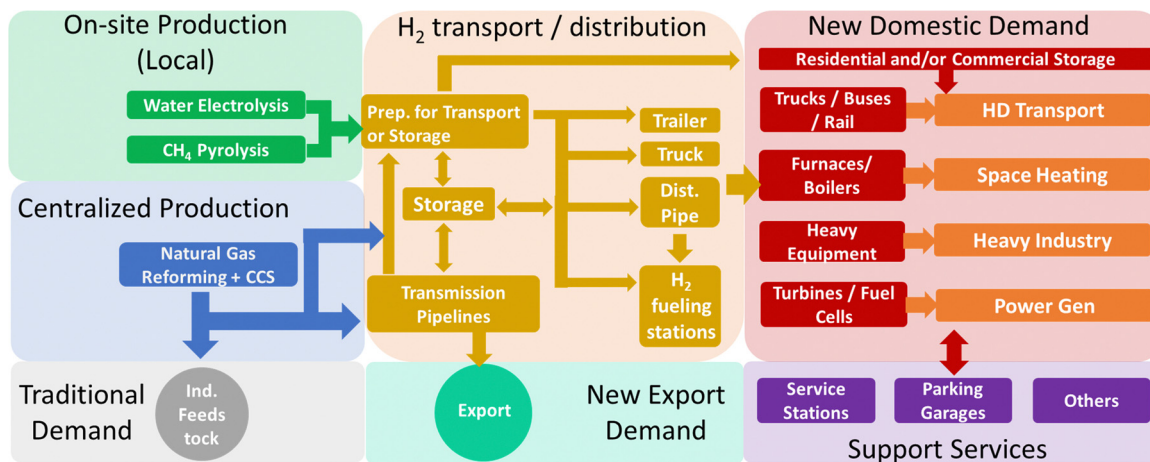 On-site Production
(Local)
Water Electrolysis
CH₄ Pyrolysis
Centralized Production
Natural Gas
Reforming + CCS
Traditional
Demand
Ind.
Feeds
tock
H₂ transport / distribution
Prep. for Transport
or Storage
Storage
Transmission
Pipelines
Trailer
Truck
Dist.
Pipe
H₂
fueling
stations
Export
New Export
Demand
New Domestic Demand
Residential and/or Commercial Storage
Trucks / Buses
/ Rail
HD Transport
Furnaces/
Boilers
Space Heating
Heavy
Equipment
Heavy Industry
Turbines / Fuel
Cells
Power Gen
Service
Stations
Parking
Garages
Others
Support Services